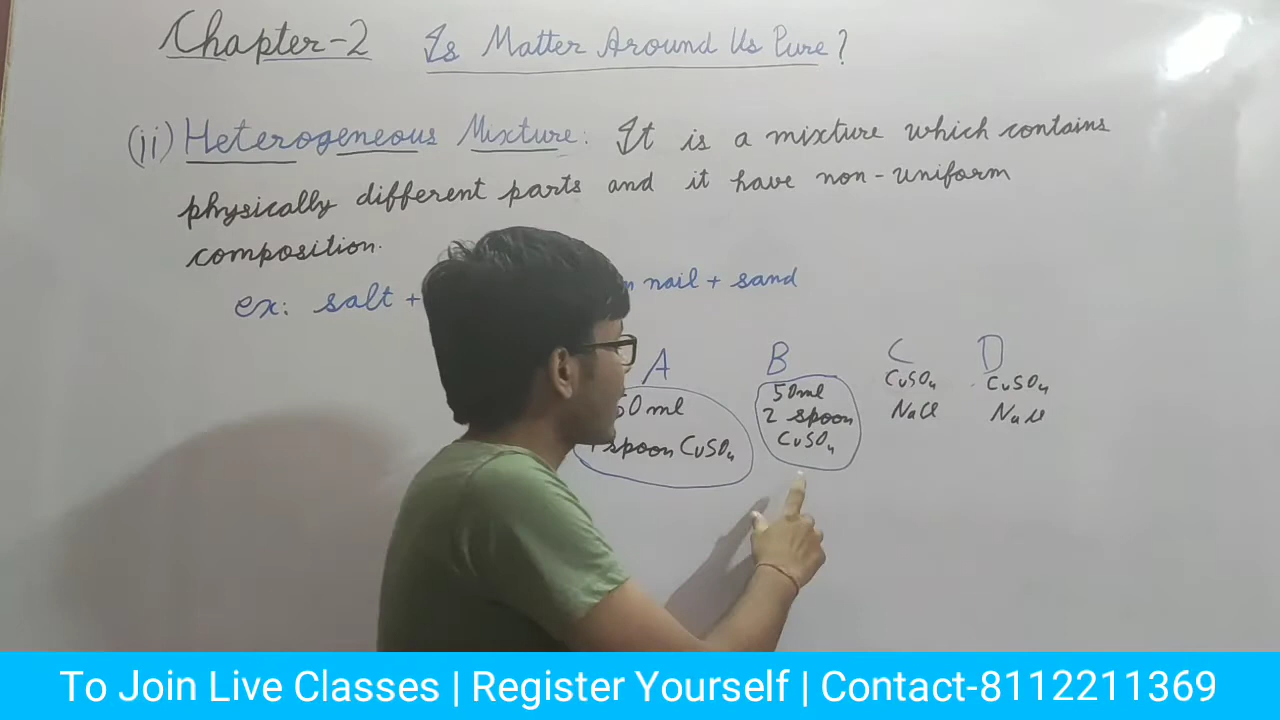 Chapter-2 Is Matter Around Us Pure?
(ii) Heterogeneous Mixture: It is a mixture which contains
physically different parts and it have non-uniform
composition.
ex: salt + nail + sand
A B C D
50ml 50ml CuSO4 CuSO4
spoon CuSO4 2 spoon NaCl NaCl
CuSO4
To Join Live Classes | Register Yourself | Contact-8112211369